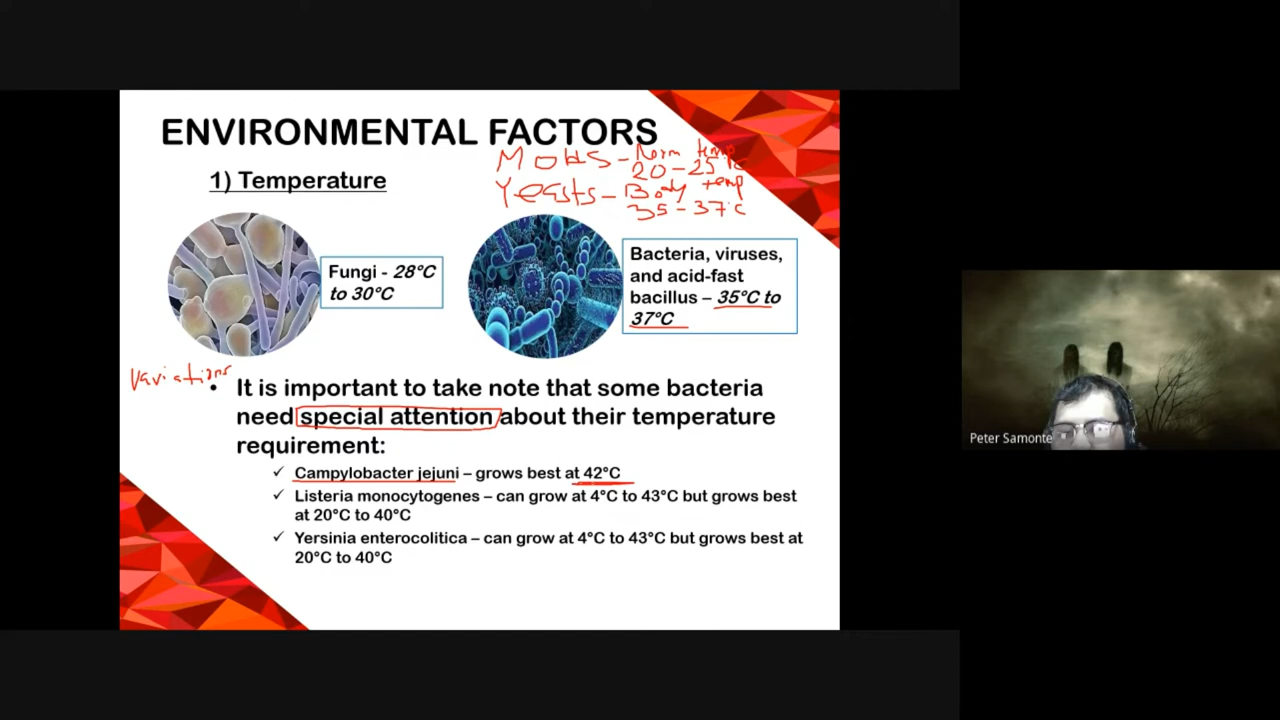 ENVIRONMENTAL FACTORS
Molds - Room temp
20 - 25°C
Yeasts - Body temp
35 - 37°C
1) Temperature
Fungi - 28°C
to 30°C
Bacteria, viruses,
and acid-fast
bacillus – 35°C to
37°C
Variations
• It is important to take note that some bacteria
need special attention about their temperature
requirement:
✓ Campylobacter jejuni – grows best at 42°C
✓ Listeria monocytogenes – can grow at 4°C to 43°C but grows best
at 20°C to 40°C
✓ Yersinia enterocolitica – can grow at 4°C to 43°C but grows best at
20°C to 40°C
Peter Samonte